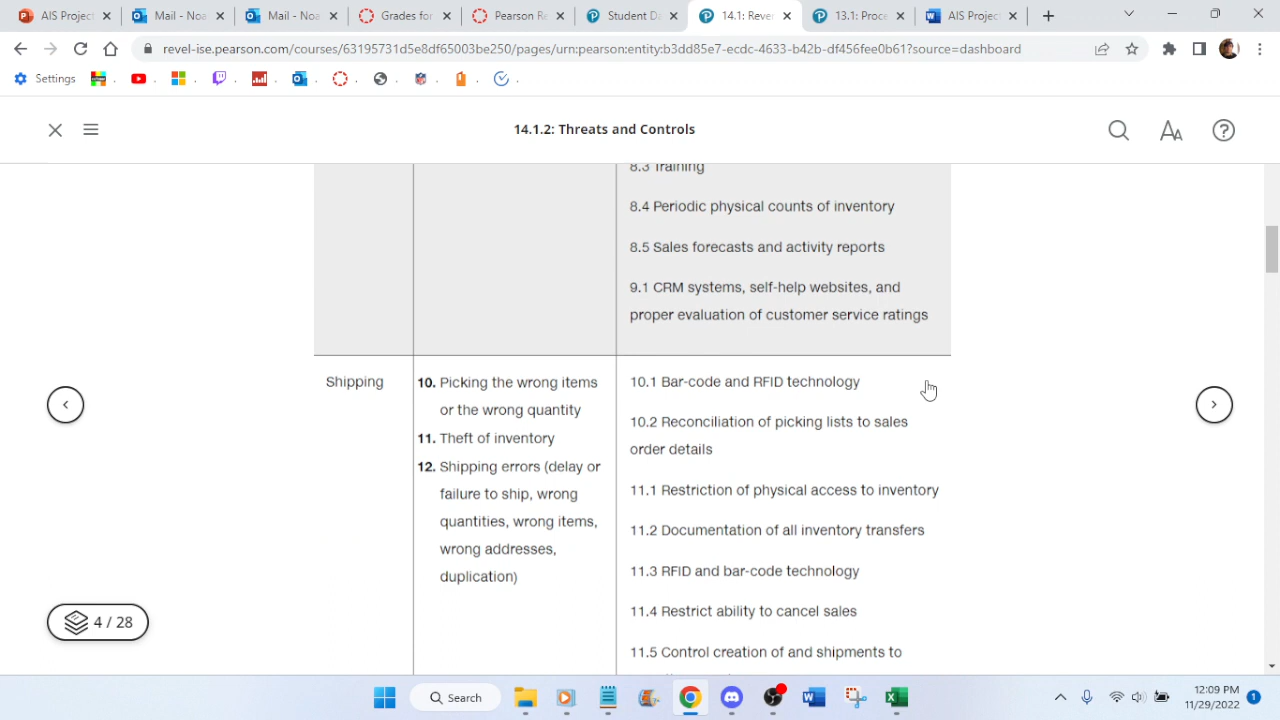 AIS Project
Mail - Noa
Mail - Noa
Grades for
Pearson Re
Student Da
14.1: Rever
13.1: Proce
AIS Project
revel-ise.pearson.com/courses/63195731d5e8df65003be250/pages/urn:pearson:entity:b3dd85e7-ecdc-4633-b42b-df456fee0b61?source=dashboard
Settings
14.1.2: Threats and Controls
8.3 Training
8.4 Periodic physical counts of inventory
8.5 Sales forecasts and activity reports
9.1 CRM systems, self-help websites, and
proper evaluation of customer service ratings
Shipping
10. Picking the wrong items
or the wrong quantity
11. Theft of inventory
12. Shipping errors (delay or
failure to ship, wrong
quantities, wrong items,
wrong addresses,
duplication)
10.1 Bar-code and RFID technology
10.2 Reconciliation of picking lists to sales
order details
11.1 Restriction of physical access to inventory
11.2 Documentation of all inventory transfers
11.3 RFID and bar-code technology
11.4 Restrict ability to cancel sales
11.5 Control creation of and shipments to
4 / 28
Search
12:09 PM
11/29/2022
1